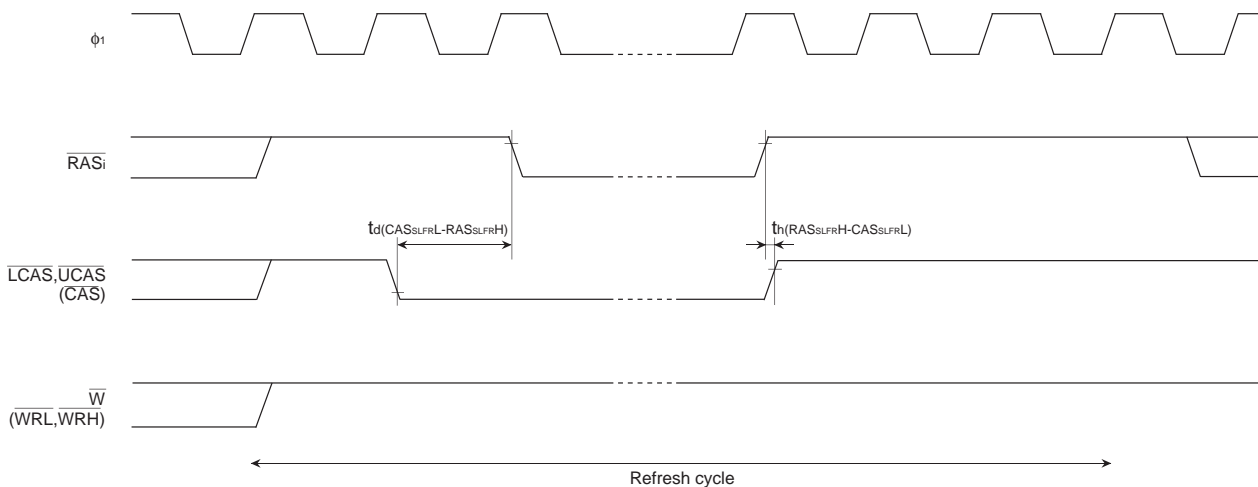 ϕ1
RASi
td(CASSLFRL-RASSLFRH)
th(RASSLFRH-CASSLFRL)
LCAS,UCAS
(CAS)
W
(WRL,WRH)
Refresh cycle